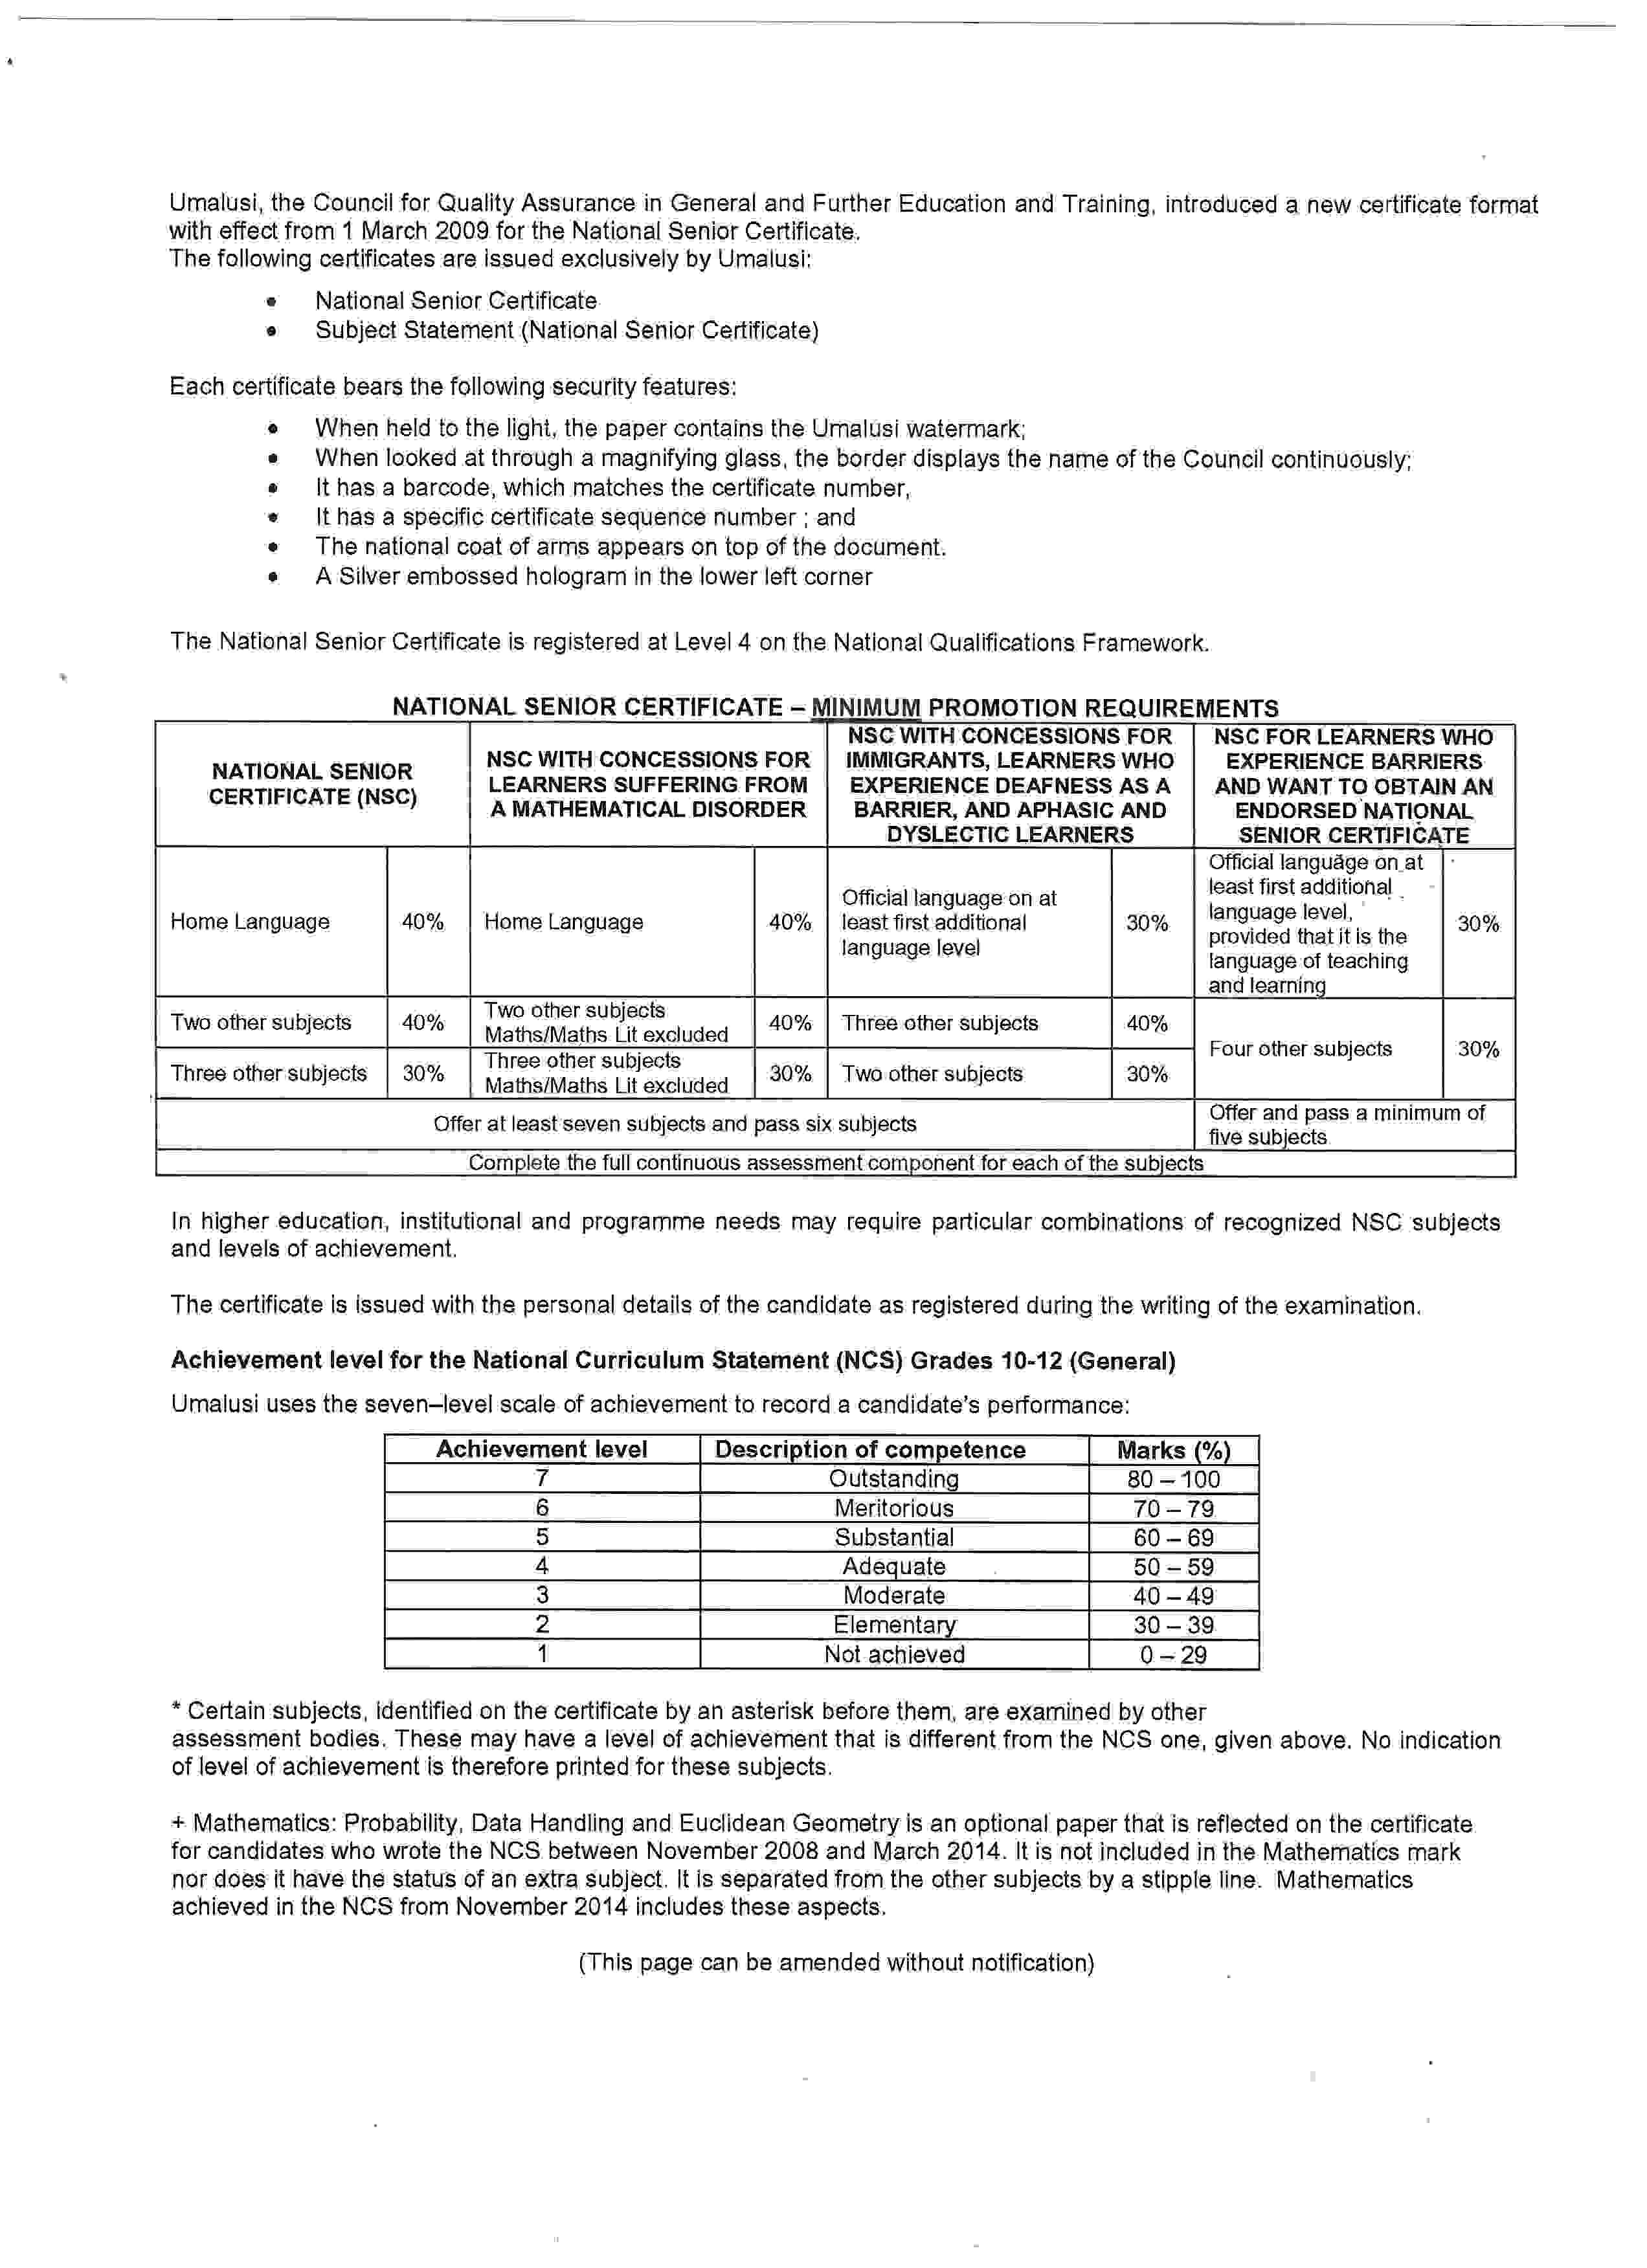 Umalusi, the Council for Quality Assurance in General and Further Education and Training, introduced a new certificate format
with effect from 1 March 2009 for the National Senior Certificate.
The following certificates are issued exclusively by Umalusi:
• National Senior Certificate
• Subject Statement (National Senior Certificate)
Each certificate bears the following security features:
• When held to the light, the paper contains the Umalusi watermark;
• When looked at through a magnifying glass, the border displays the name of the Council continuously;
• It has a barcode, which matches the certificate number,
• It has a specific certificate sequence number ; and
• The national coat of arms appears on top of the document.
• A Silver embossed hologram in the lower left corner
The National Senior Certificate is registered at Level 4 on the National Qualifications Framework.
NATIONAL SENIOR CERTIFICATE – MINIMUM PROMOTION REQUIREMENTS
NATIONAL SENIOR
CERTIFICATE (NSC)
NSC WITH CONCESSIONS FOR
LEARNERS SUFFERING FROM
A MATHEMATICAL DISORDER
NSC WITH CONCESSIONS FOR
IMMIGRANTS, LEARNERS WHO
EXPERIENCE DEAFNESS AS A
BARRIER, AND APHASIC AND
DYSLECTIC LEARNERS
NSC FOR LEARNERS WHO
EXPERIENCE BARRIERS
AND WANT TO OBTAIN AN
ENDORSED NATIONAL
SENIOR CERTIFICATE
Home Language 40%
Home Language 40%
Official language on at
least first additional
language level
30%
Official language on at
least first additional
language level,
provided that it is the
language of teaching
and learning
30%
Two other subjects 40%
Two other subjects
Maths/Maths Lit excluded
40%
Three other subjects 40%
Four other subjects 30%
Three other subjects 30%
Three other subjects
Maths/Maths Lit excluded
30%
Two other subjects 30%
Offer at least seven subjects and pass six subjects
Offer and pass a minimum of
five subjects
Complete the full continuous assessment component for each of the subjects
In higher education, institutional and programme needs may require particular combinations of recognized NSC subjects
and levels of achievement.
The certificate is issued with the personal details of the candidate as registered during the writing of the examination.
Achievement level for the National Curriculum Statement (NCS) Grades 10-12 (General)
Umalusi uses the seven–level scale of achievement to record a candidate's performance:
Achievement level Description of competence Marks (%)
7 Outstanding 80 – 100
6 Meritorious 70 – 79
5 Substantial 60 – 69
4 Adequate 50 – 59
3 Moderate 40 – 49
2 Elementary 30 – 39
1 Not achieved 0 – 29
* Certain subjects, identified on the certificate by an asterisk before them, are examined by other
assessment bodies. These may have a level of achievement that is different from the NCS one, given above. No indication
of level of achievement is therefore printed for these subjects.
+ Mathematics: Probability, Data Handling and Euclidean Geometry is an optional paper that is reflected on the certificate
for candidates who wrote the NCS between November 2008 and March 2014. It is not included in the Mathematics mark
nor does it have the status of an extra subject. It is separated from the other subjects by a stipple line. Mathematics
achieved in the NCS from November 2014 includes these aspects.
(This page can be amended without notification)